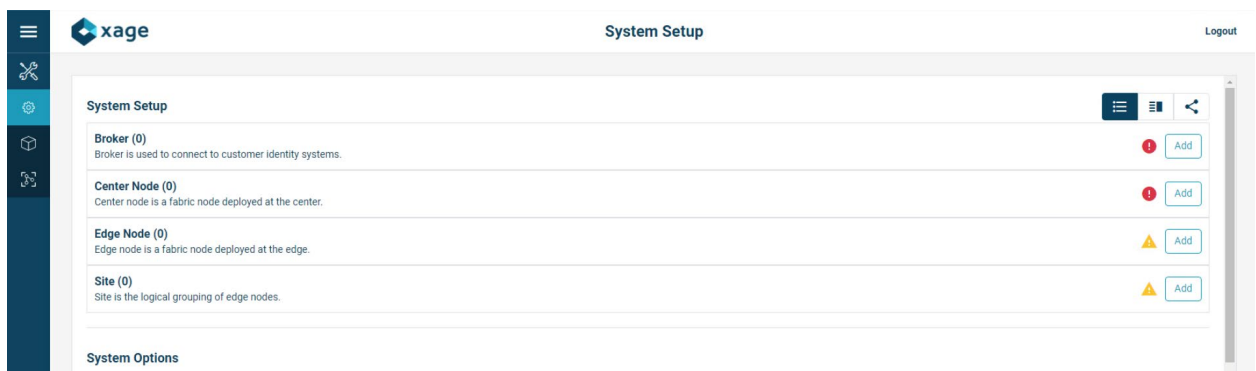 xage
System Setup
Logout
System Setup
Broker (0)
Broker is used to connect to customer identity systems.
Add
Center Node (0)
Center node is a fabric node deployed at the center.
Add
Edge Node (0)
Edge node is a fabric node deployed at the edge.
Add
Site (0)
Site is the logical grouping of edge nodes.
Add
System Options